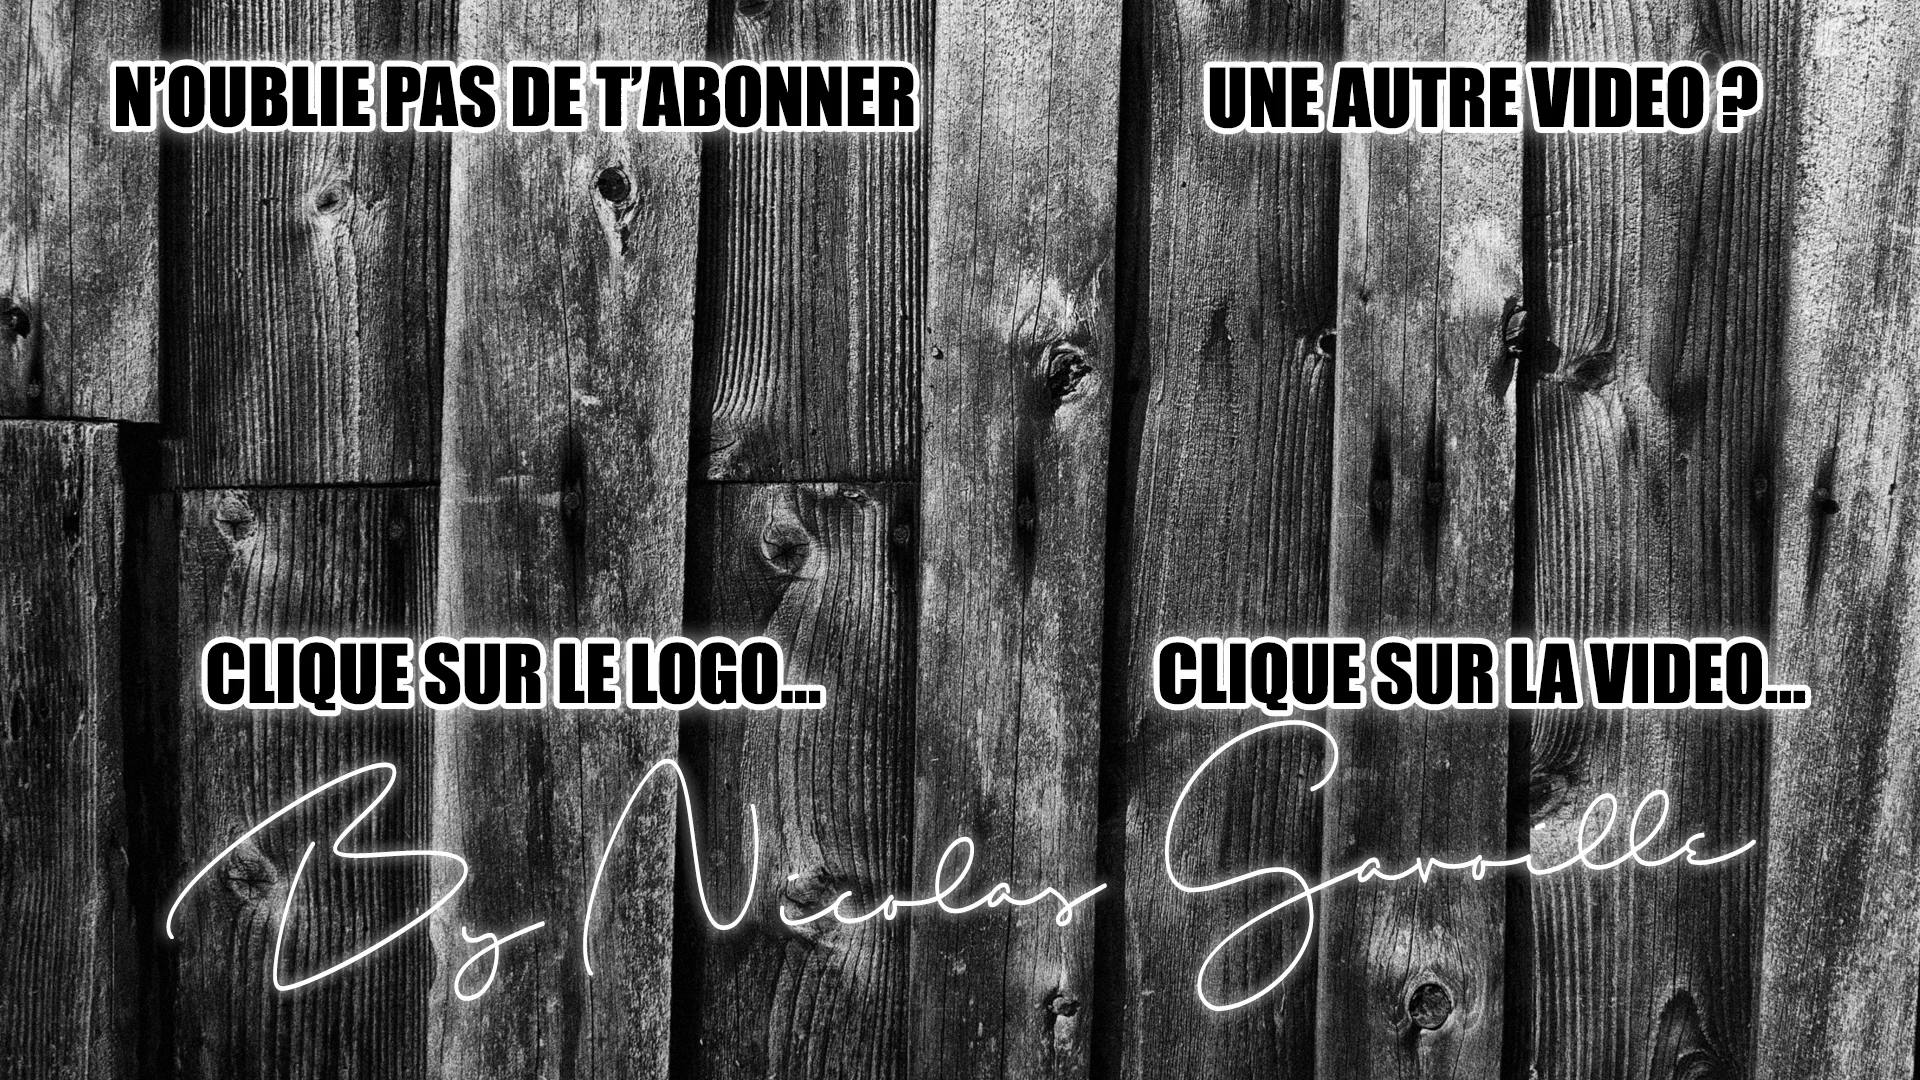 N'OUBLIE PAS DE T'ABONNER
UNE AUTRE VIDEO ?
CLIQUE SUR LE LOGO...
CLIQUE SUR LA VIDEO...
By Nicolas Gavoille